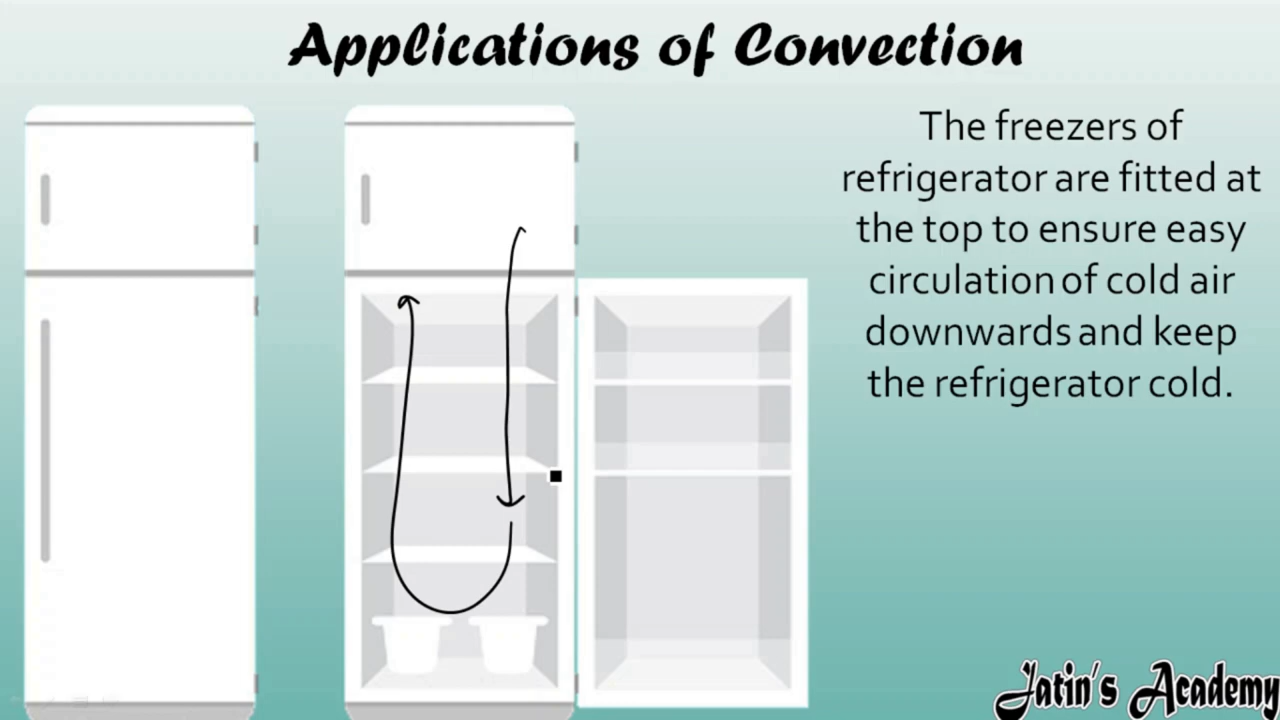 Applications of Convection
The freezers of
refrigerator are fitted at
the top to ensure easy
circulation of cold air
downwards and keep
the refrigerator cold.
Jatin's Academy